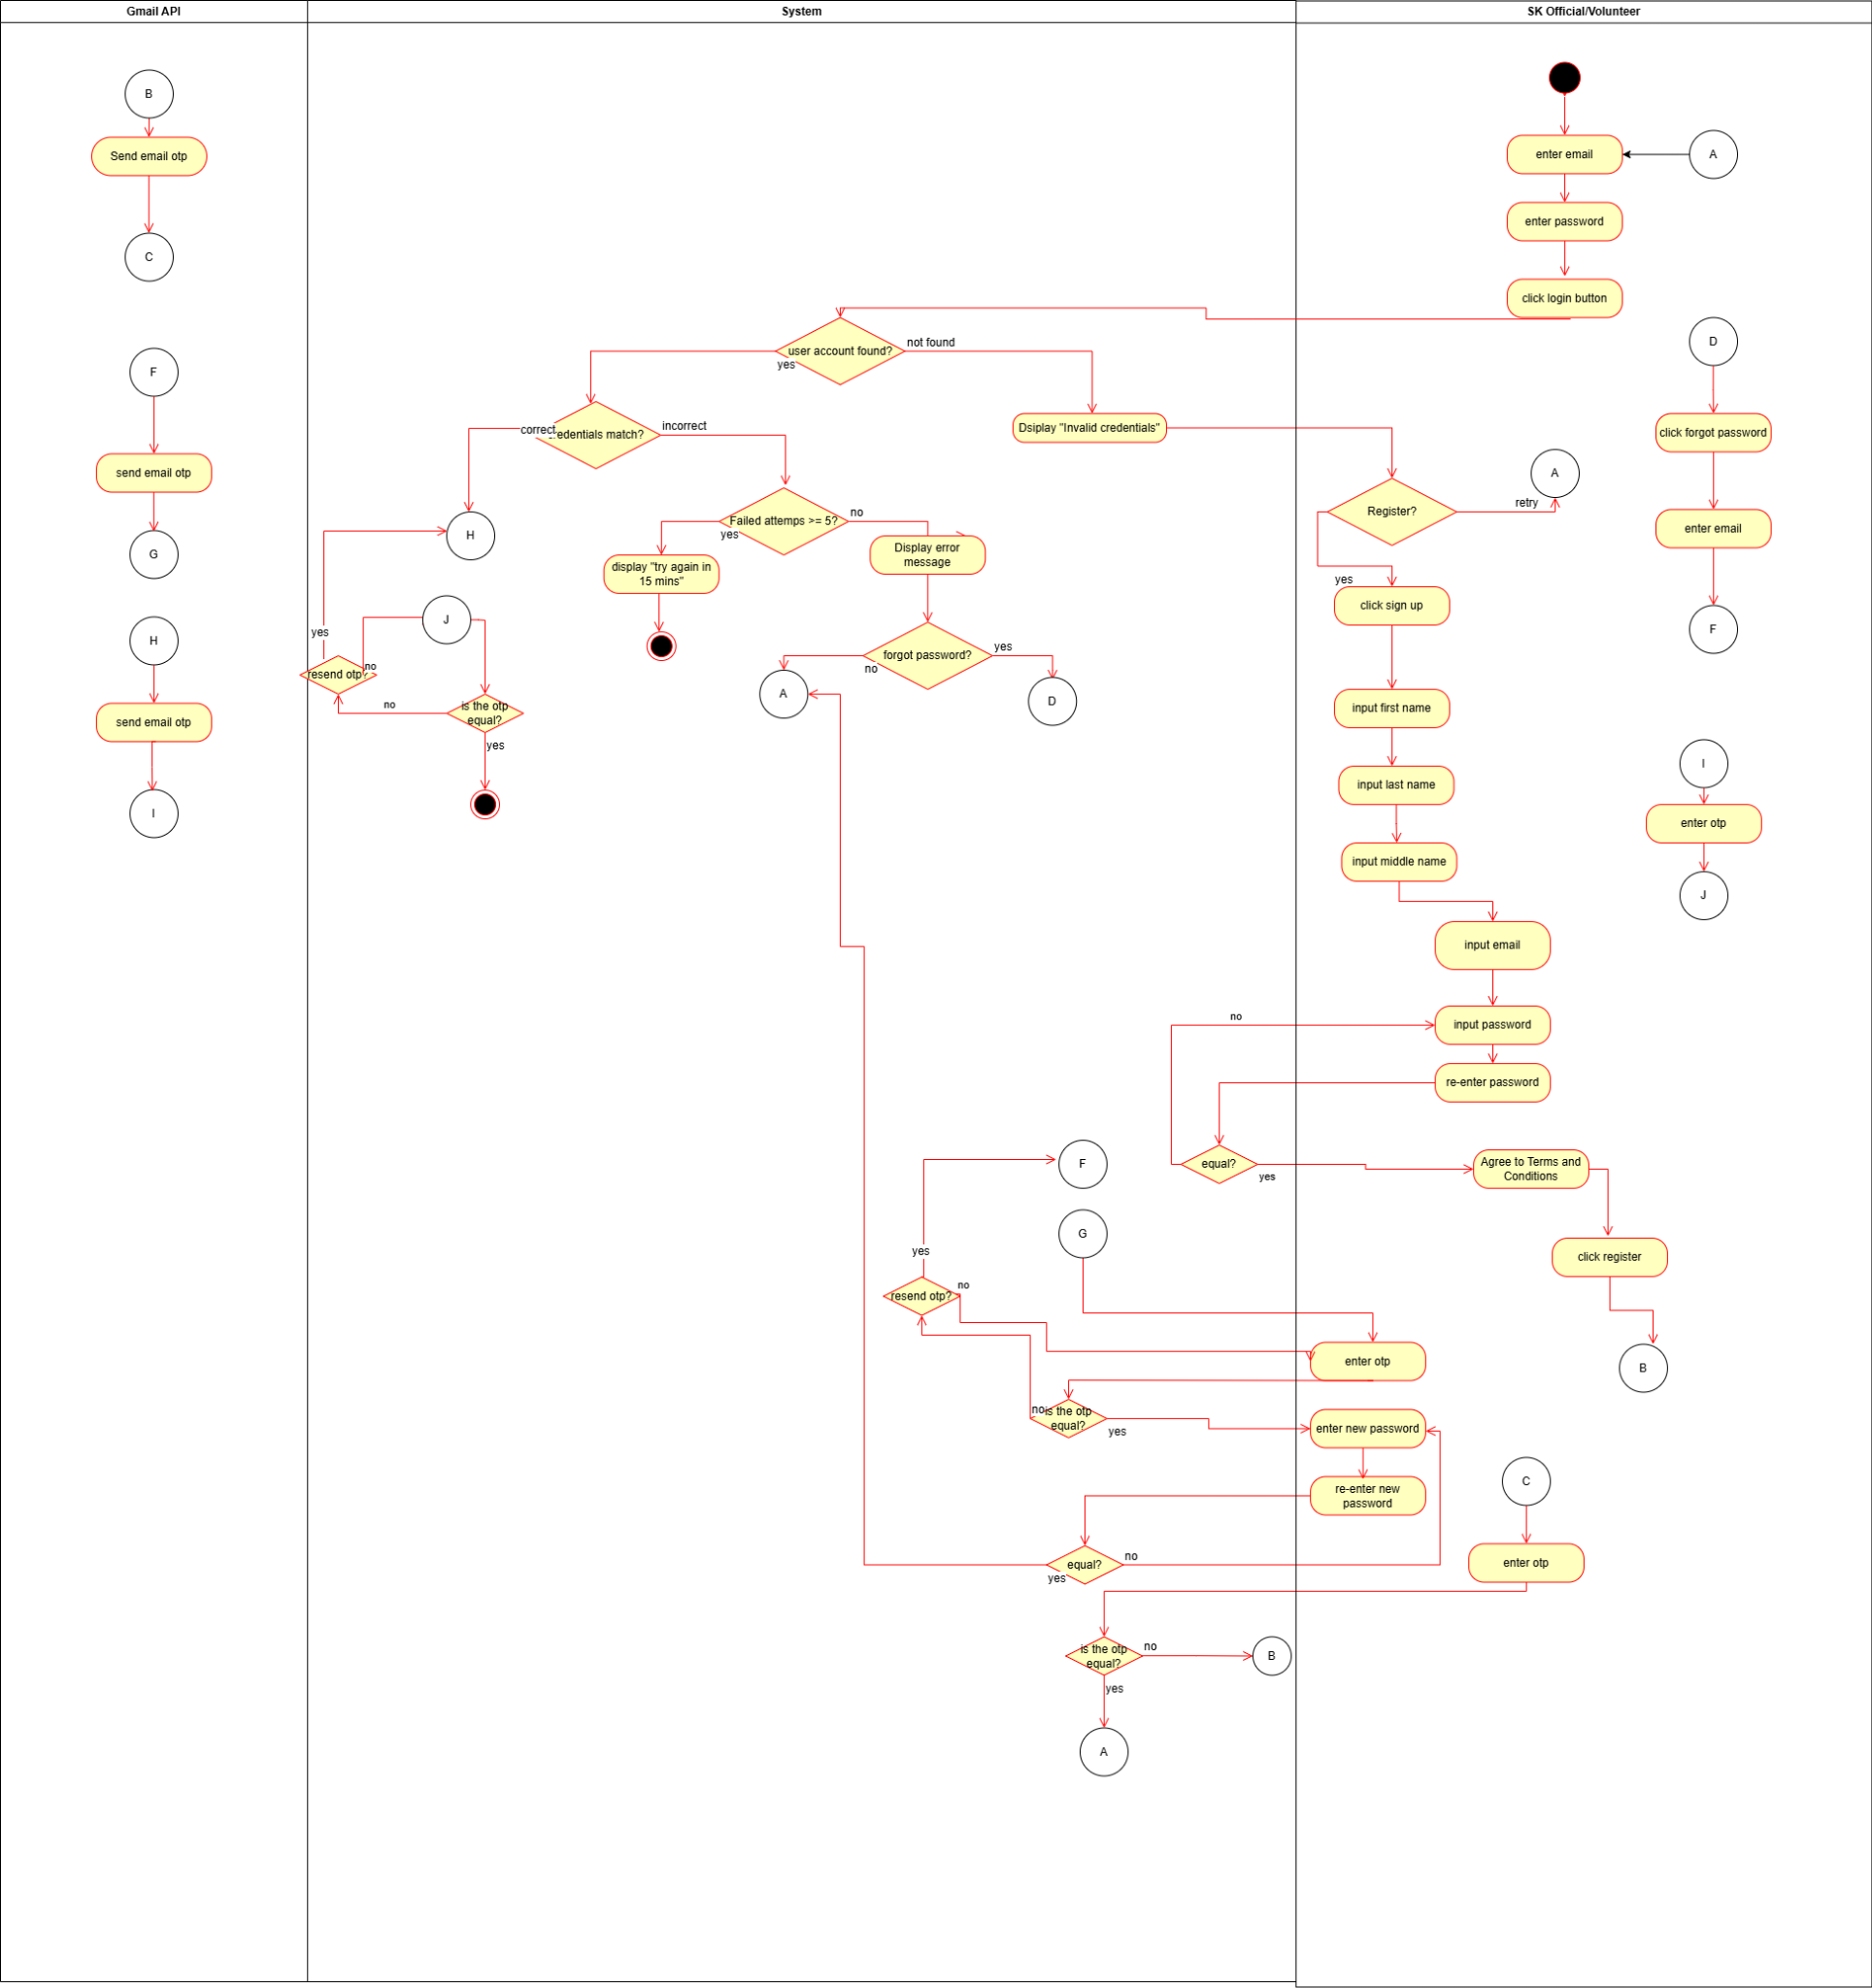 Gmail API
System
SK Official/Volunteer
B
Send email otp
C
F
send email otp
G
H
send email otp
I
user account found?
not found
yes
correct
edentials match?
incorrect
Dsiplay "Invalid credentials"
Failed attemps >= 5?
no
yes
H
display "try again in
15 mins"
Display error
message
J
yes
resend otp?
no
no
is the otp
equal?
yes
forgot password?
yes
no
A
D
no
equal?
yes
F
G
yes
resend otp?
no
no
is the otp
equal?
yes
equal?
no
yes
is the otp
equal?
no
B
yes
A
enter email
A
enter password
click login button
D
click forgot password
enter email
F
Register?
retry
A
yes
click sign up
input first name
input last name
input middle name
I
enter otp
J
input email
input password
re-enter password
Agree to Terms and
Conditions
click register
B
enter otp
enter new password
re-enter new
password
C
enter otp